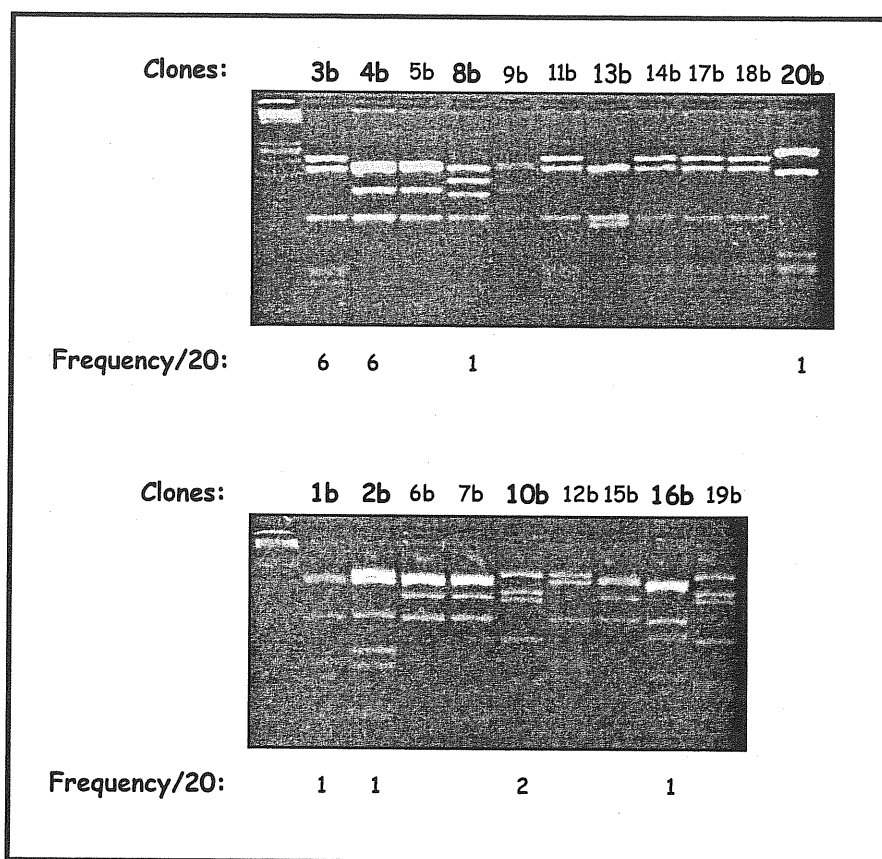 Clones: 3b 4b 5b 8b 9b 11b 13b 14b 17b 18b 20b
Frequency/20: 6 6 1 1
Clones: 1b 2b 6b 7b 10b 12b 15b 16b 19b
Frequency/20: 1 1 2 1